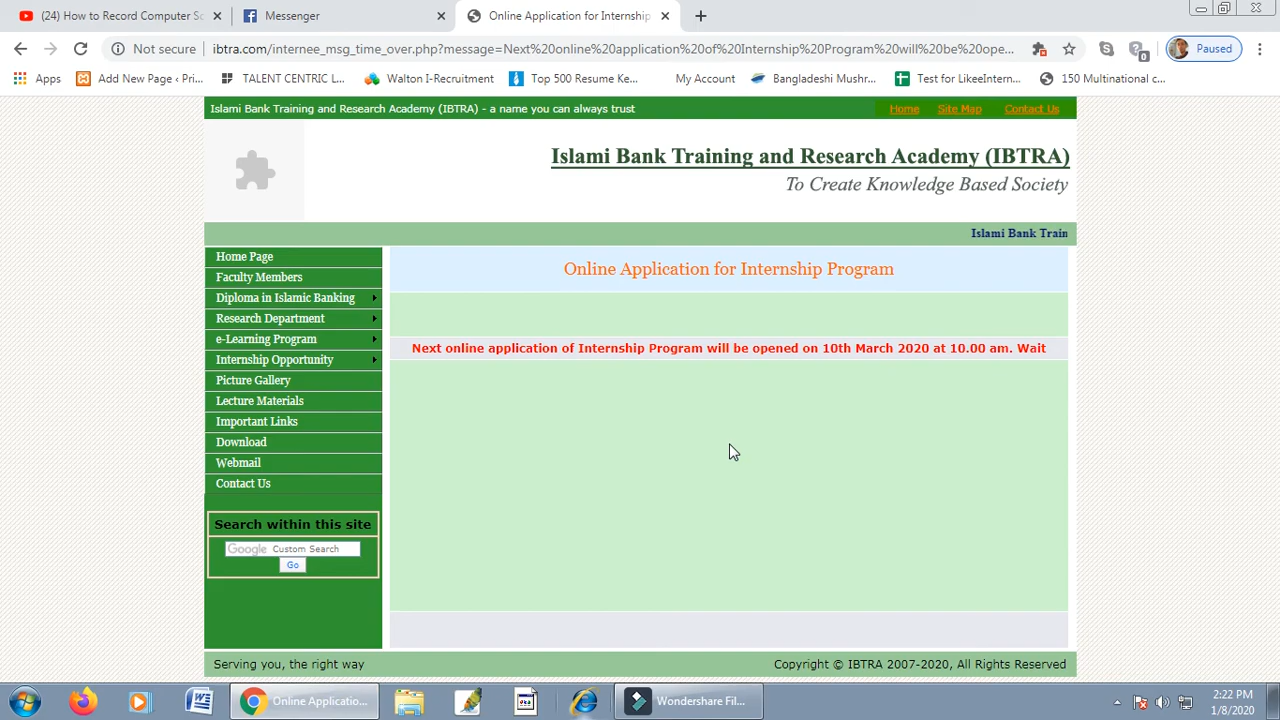 (24) How to Record Computer Sc
Messenger
Online Application for Internship
Not secure
ibtra.com/internee_msg_time_over.php?message=Next%20online%20application%20of%20Internship%20Program%20will%20be%20ope...
0
Paused
Apps
Add New Page ‹ Pri...
TALENT CENTRIC L...
Walton I-Recruitment
Top 500 Resume Ke...
My Account
Bangladeshi Mushr...
Test for LikeeIntern...
150 Multinational c...
Islami Bank Training and Research Academy (IBTRA) - a name you can always trust
Home
Site Map
Contact Us
Islami Bank Training and Research Academy (IBTRA)
To Create Knowledge Based Society
Islami Bank Train
Home Page
Faculty Members
Diploma in Islamic Banking
Research Department
e-Learning Program
Internship Opportunity
Picture Gallery
Lecture Materials
Important Links
Download
Webmail
Contact Us
Search within this site
Google Custom Search
Go
Online Application for Internship Program
Next online application of Internship Program will be opened on 10th March 2020 at 10.00 am. Wait
Serving you, the right way
Copyright © IBTRA 2007-2020, All Rights Reserved
Online Applicatio...
Wondershare Fil...
2:22 PM
1/8/2020